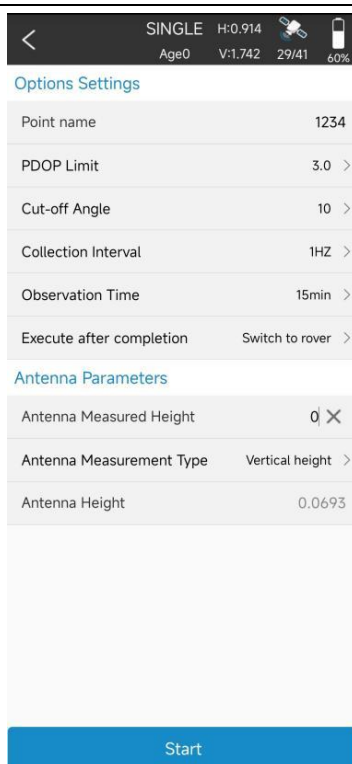 SINGLE H:0.914
Age0 V:1.742 29/41 60%
Options Settings
Point name 1234
PDOP Limit 3.0
Cut-off Angle 10
Collection Interval 1HZ
Observation Time 15min
Execute after completion Switch to rover
Antenna Parameters
Antenna Measured Height 0
Antenna Measurement Type Vertical height
Antenna Height 0.0693
Start